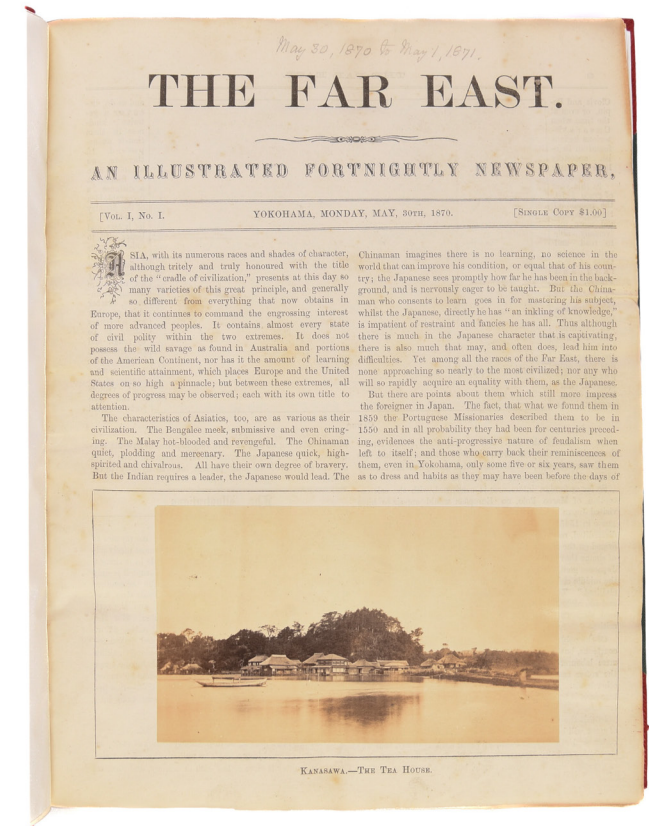 May 30, 1870 to May 1, 1871.
THE FAR EAST.
AN ILLUSTRATED FORTNIGHTLY NEWSPAPER,
[Vol. I, No. I.
YOKOHAMA, MONDAY, MAY, 30TH, 1870.
[Single Copy $1.00]
ASIA, with its numerous races and shades of character,
although tritely and truly honoured with the title
of the "cradle of civilization," presents at this day so
many varieties of this great principle, and generally
so different from everything that now obtains in
Europe, that it continues to command the engrossing interest
of more advanced peoples. It contains almost every state
of civil polity within the two extremes. It does not
possess the wild savage as found in Australia and portions
of the American Continent, nor has it the amount of learning
and scientific attainment, which places Europe and the United
States on so high a pinnacle; but between these extremes, all
degrees of progress may be observed; each with its own title to
attention.
The characteristics of Asiatics, too, are as various as their
civilization. The Bengalee meek, submissive and even cring-
ing. The Malay hot-blooded and revengeful. The Chinaman
quiet, plodding and mercenary. The Japanese quick, high-
spirited and chivalrous. All have their own degree of bravery.
But the Indian requires a leader, the Japanese would lead. The
Chinaman imagines there is no learning, no science in the
world that can improve his condition, or equal that of his coun-
try; the Japanese sees promptly how far he has been in the back-
ground, and is nervously eager to be taught. But the China-
man who consents to learn goes in for mastering his subject,
whilst the Japanese, directly he has "an inkling of knowledge,"
is impatient of restraint and fancies he has all. Thus although
there is much in the Japanese character that is captivating,
there is also much that may, and often does, lead him into
difficulties. Yet among all the races of the Far East, there is
none approaching so nearly to the most civilized; nor any who
will so rapidly acquire an equality with them, as the Japanese.
But there are points about them which still more impress
the foreigner in Japan. The fact, that what we found them in
1859 the Portuguese Missionaries described them to be in
1550 and in all probability they had been for centuries preced-
ing, evidences the anti-progressive nature of feudalism when
left to itself; and those who carry back their reminiscences of
them, even in Yokohama, only some five or six years, saw them
as to dress and habits as they may have been before the days of
Kanasawa.—The Tea House.